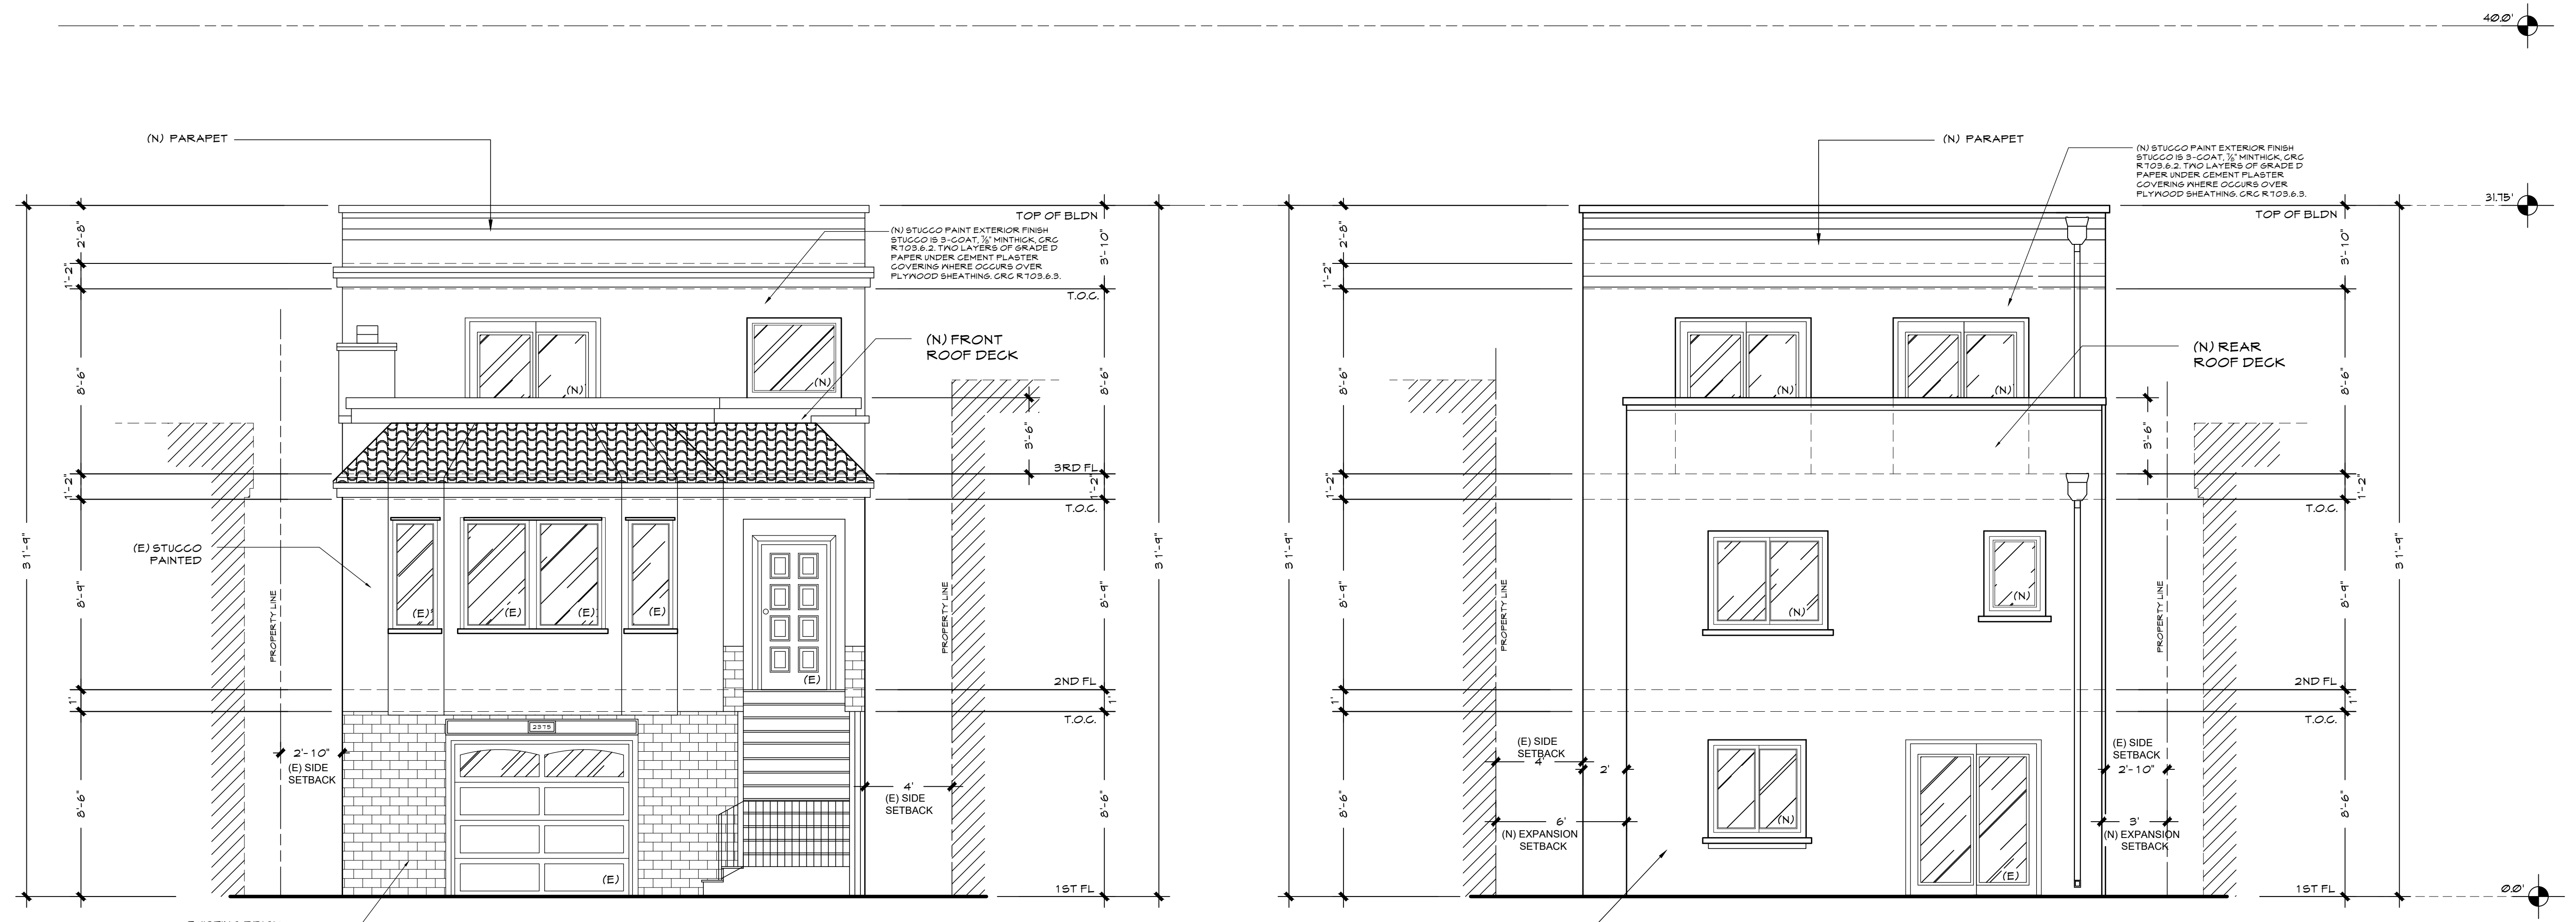 40.0'
(N) PARAPET
(N) PARAPET
(N) STUCCO PAINT EXTERIOR FINISH
STUCCO IS 3-COAT, 7/8" MINTHICK, CRC
R703.6.2. TWO LAYERS OF GRADE D
PAPER UNDER CEMENT PLASTER
COVERING WHERE OCCURS OVER
PLYWOOD SHEATHING. CRC R703.6.3.
31.75'
TOP OF BLDN
TOP OF BLDN
(N) STUCCO PAINT EXTERIOR FINISH
STUCCO IS 3-COAT, 7/8" MINTHICK, CRC
R703.6.2. TWO LAYERS OF GRADE D
PAPER UNDER CEMENT PLASTER
COVERING WHERE OCCURS OVER
PLYWOOD SHEATHING. CRC R703.6.3.
2'-8"
3'-10"
2'-8"
3'-10"
1'-2"
1'-2"
T.O.C.
(N) FRONT
ROOF DECK
(N) REAR
ROOF DECK
8'-6"
(N)
(N)
8'-6"
8'-6"
(N)
(N)
8'-6"
3'-6"
3'-6"
3RD FL
1'-2"
1'-2"
1'-2"
1'-2"
T.O.C.
T.O.C.
(E) STUCCO
PAINTED
31'-9"
31'-9"
31'-9"
31'-9"
8'-9"
8'-9"
8'-9"
8'-9"
PROPERTY LINE
PROPERTY LINE
PROPERTY LINE
PROPERTY LINE
(E)
(E)
(E)
(E)
(N)
(N)
(E)
2ND FL
2ND FL
1'
1'
1'
1'
T.O.C.
T.O.C.
2375
2'-10"
(E) SIDE
SETBACK
4'
(E) SIDE
SETBACK
(E) SIDE
SETBACK
4'
2'
(E) SIDE
SETBACK
2'-10"
8'-6"
8'-6"
8'-6"
8'-6"
6'
(N) EXPANSION
SETBACK
(N)
3'
(N) EXPANSION
SETBACK
(E)
(E)
1ST FL
1ST FL
0.0'